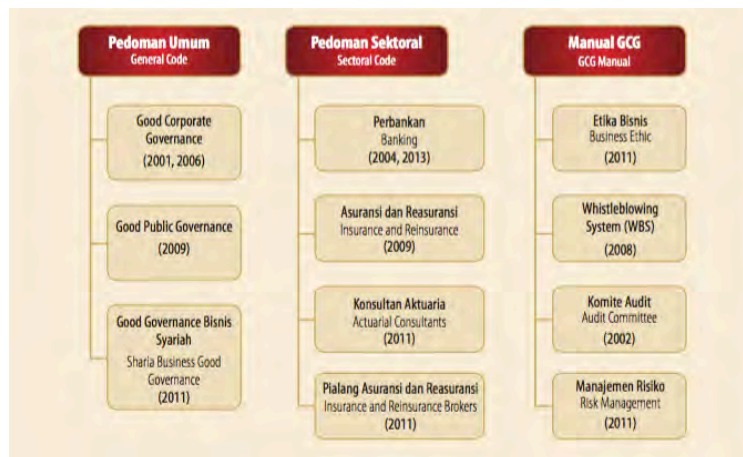 Pedoman Umum
General Code
Good Corporate
Governance
(2001, 2006)
Good Public Governance
(2009)
Good Governance Bisnis
Syariah
Sharia Business Good
Governance
(2011)
Pedoman Sektoral
Sectoral Code
Perbankan
Banking
(2004, 2013)
Asuransi dan Reasuransi
Insurance and Reinsurance
(2009)
Konsultan Aktuaria
Actuarial Consultants
(2011)
Pialang Asuransi dan Reasuransi
Insurance and Reinsurance Brokers
(2011)
Manual GCG
GCG Manual
Etika Bisnis
Business Ethic
(2011)
Whistleblowing
System (WBS)
(2008)
Komite Audit
Audit Committee
(2002)
Manajemen Risiko
Risk Management
(2011)